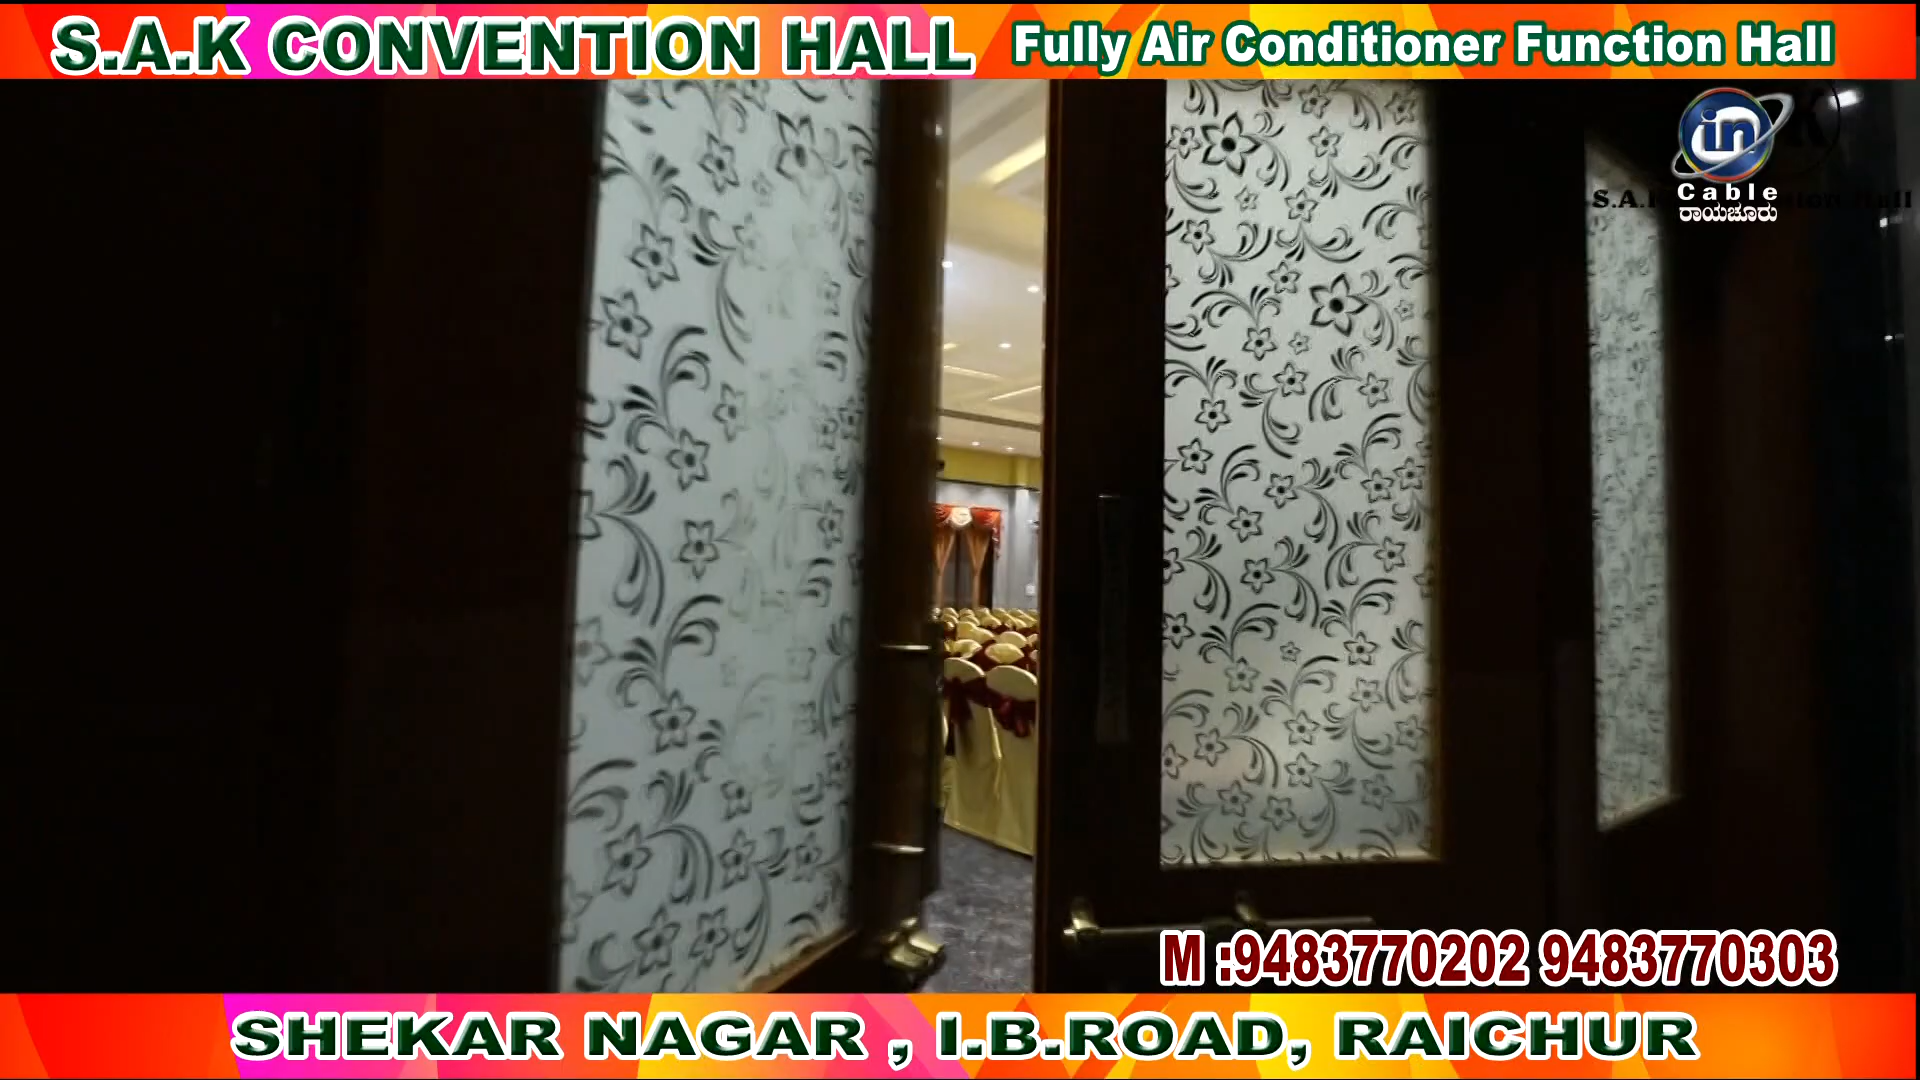 S.A.K CONVENTION HALL Fully Air Conditioner Function Hall
in
Cable
ರಾಯಚೂರು
M :9483770202 9483770303
SHEKAR NAGAR , I.B.ROAD, RAICHUR